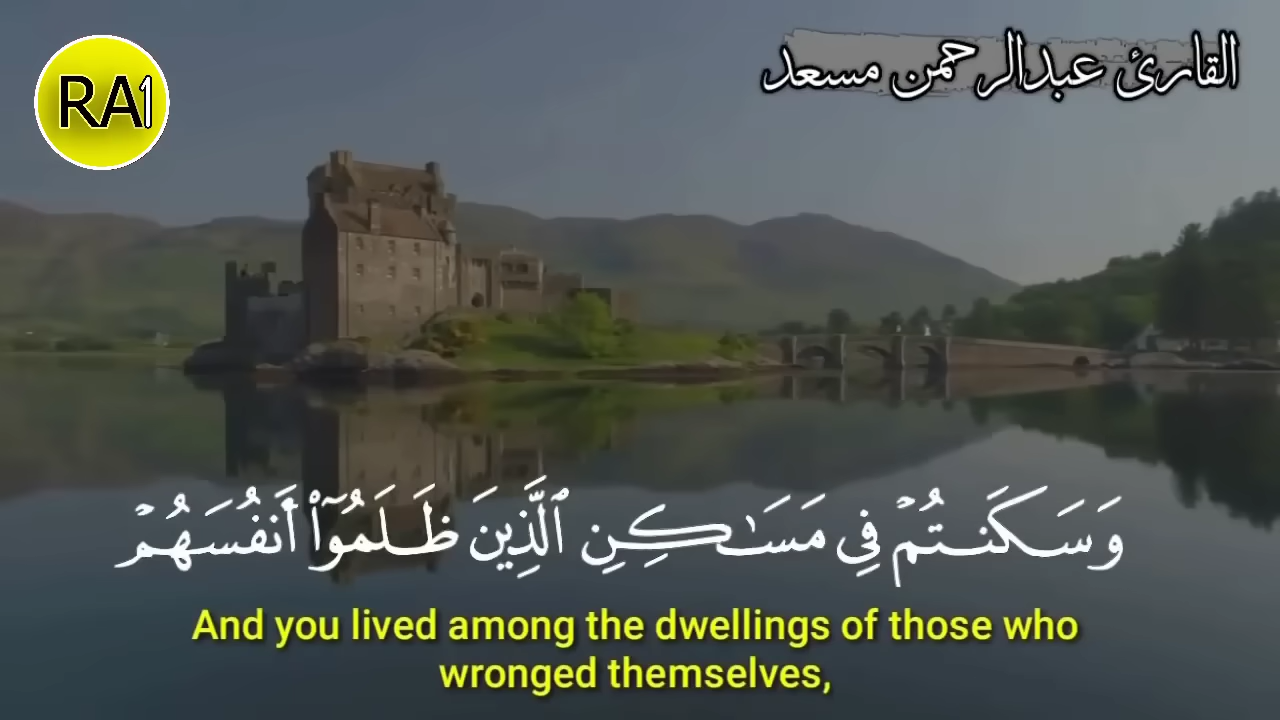 RA1
القارئ عبدالرحمن مسعد
وَسَكَنتُمۡ فِي مَسَـٰكِنِ ٱلَّذِينَ ظَلَمُوٓاْ أَنفُسَهُمۡ
And you lived among the dwellings of those who
wronged themselves,